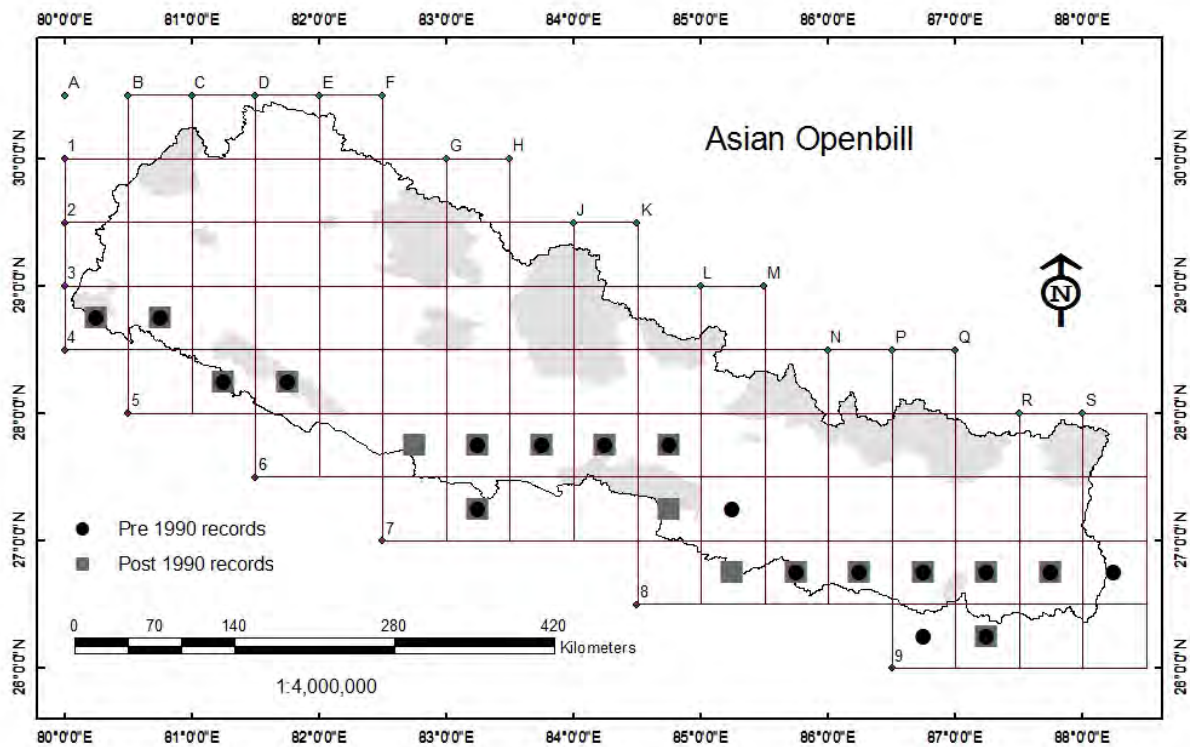 80°0'0"E 81°0'0"E 82°0'0"E 83°0'0"E 84°0'0"E 85°0'0"E 86°0'0"E 87°0'0"E 88°0'0"E
A B C D E F
Asian Openbill
1 G H
30°0'0"N 30°0'0"N
2 J K
3 L M
29°0'0"N 29°0'0"N
N
4 N P Q
5 R S
28°0'0"N 28°0'0"N
6
7
27°0'0"N 27°0'0"N
Pre 1990 records
Post 1990 records
8
0 70 140 280 420
Kilometers
9
26°0'0"N 26°0'0"N
1:4,000,000
80°0'0"E 81°0'0"E 82°0'0"E 83°0'0"E 84°0'0"E 85°0'0"E 86°0'0"E 87°0'0"E 88°0'0"E